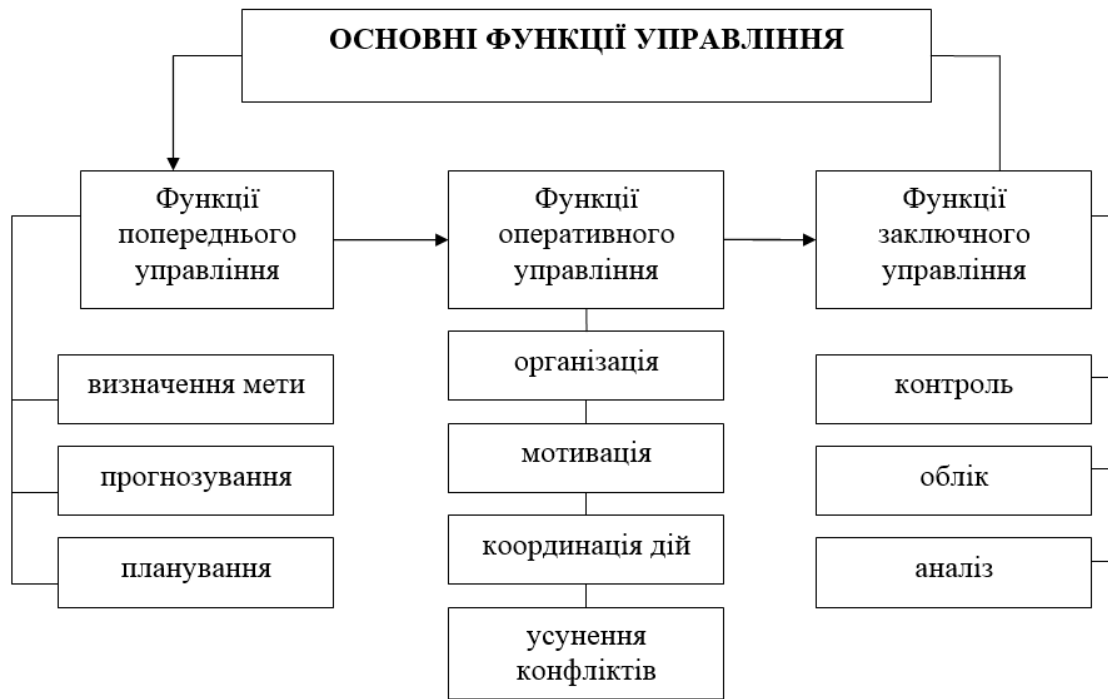 ОСНОВНІ ФУНКЦІЇ УПРАВЛІННЯ
Функції
попереднього
управління
Функції
оперативного
управління
Функції
заключного
управління
визначення мети
прогнозування
планування
організація
мотивація
координація дій
усунення
конфліктів
контроль
облік
аналіз